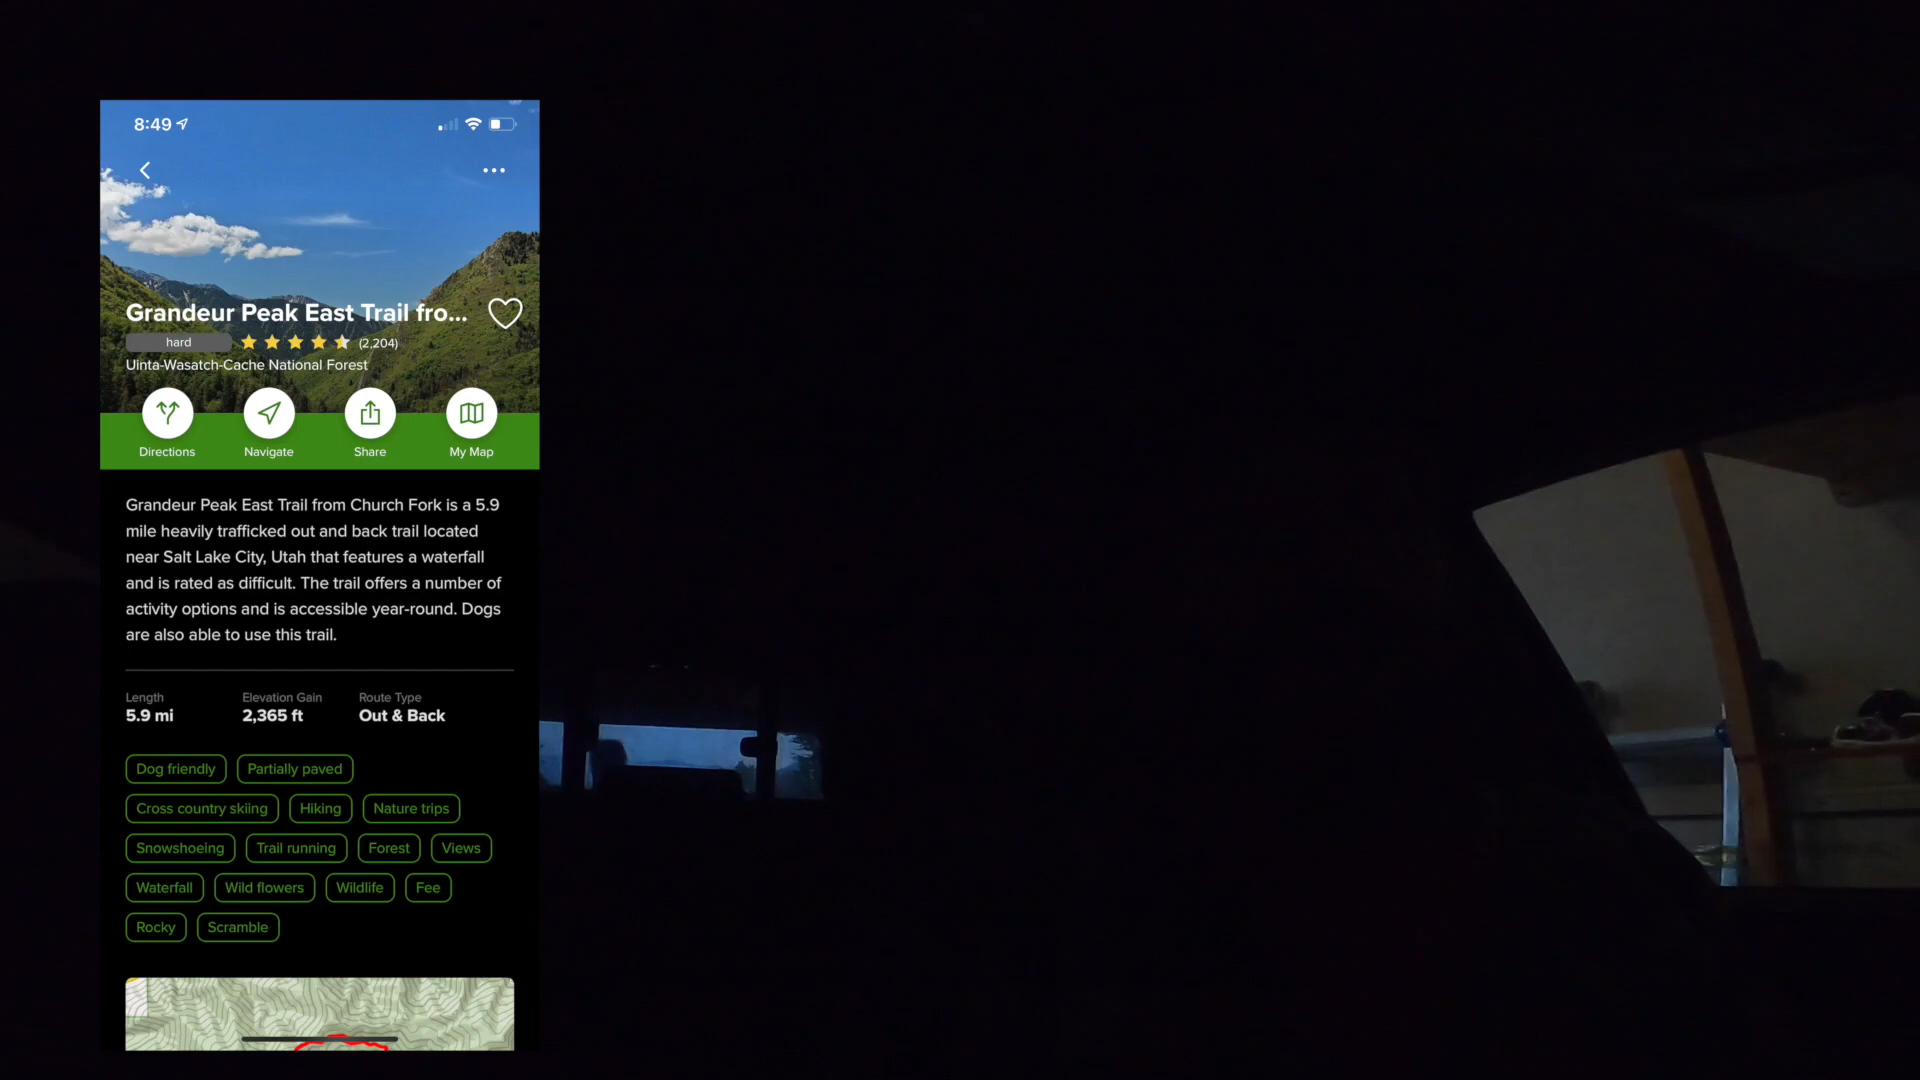 8:49
Grandeur Peak East Trail fro...
hard
(2,204)
Uinta-Wasatch-Cache National Forest
Directions Navigate Share My Map
Grandeur Peak East Trail from Church Fork is a 5.9
mile heavily trafficked out and back trail located
near Salt Lake City, Utah that features a waterfall
and is rated as difficult. The trail offers a number of
activity options and is accessible year-round. Dogs
are also able to use this trail.
Length Elevation Gain Route Type
5.9 mi 2,365 ft Out & Back
Dog friendly Partially paved
Cross country skiing Hiking Nature trips
Snowshoeing Trail running Forest Views
Waterfall Wild flowers Wildlife Fee
Rocky Scramble